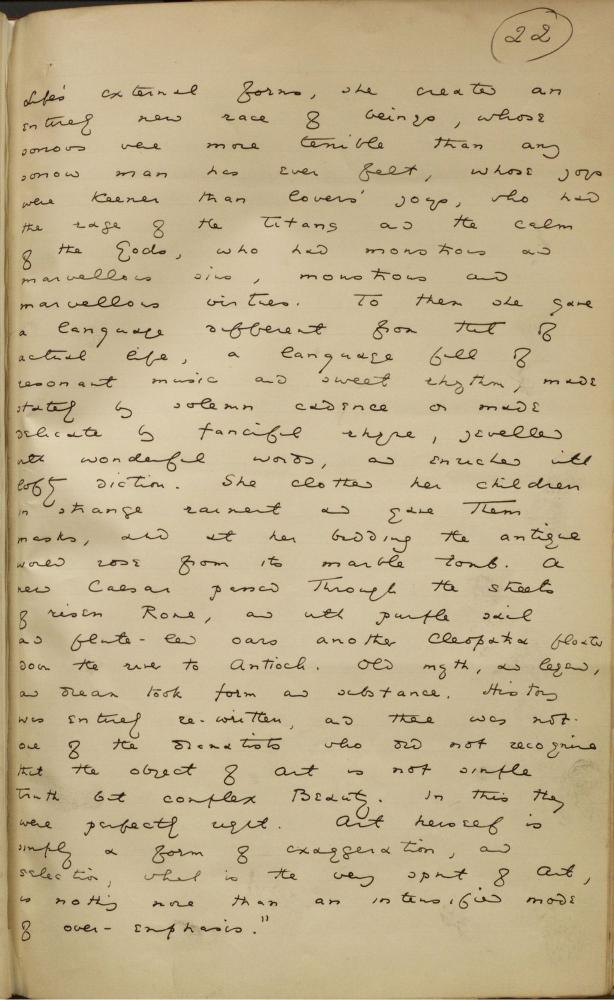 22
Life's external forms, she created an
entirely new race of beings, whose
sorrows were more terrible than any
sorrow man has ever felt, whose joys
were keener than lovers' joys, who had
the rage of the Titans and the calm
of the Gods, who had monstrous and
marvellous sins, monstrous and
marvellous virtues. To them she gave
a language different from that of
actual life, a language full of
resonant music and sweet rhythm, made
stately by solemn cadence or made
delicate by fanciful rhyme, jewelled
with wonderful words, and enriched with
lofty diction. She clothed her children
in strange raiment and gave them
masks, and at her bidding the antique
world rose from its marble tomb. A
new Caesar passed through the streets
of risen Rome, and with purple sail
and flute-led oars another Cleopatra floated
down the river to Antioch. Old myth, and legend,
and dream took form and substance. History
was entirely re-written, and there was not
one of the dramatists who did not recognise
that the object of art is not simple
truth but complex Beauty. In this they
were perfectly right. Art herself is
simply a form of exaggeration, and
selection, which is the very spirit of art,
is nothing more than an intensified mode
of over-emphasis."